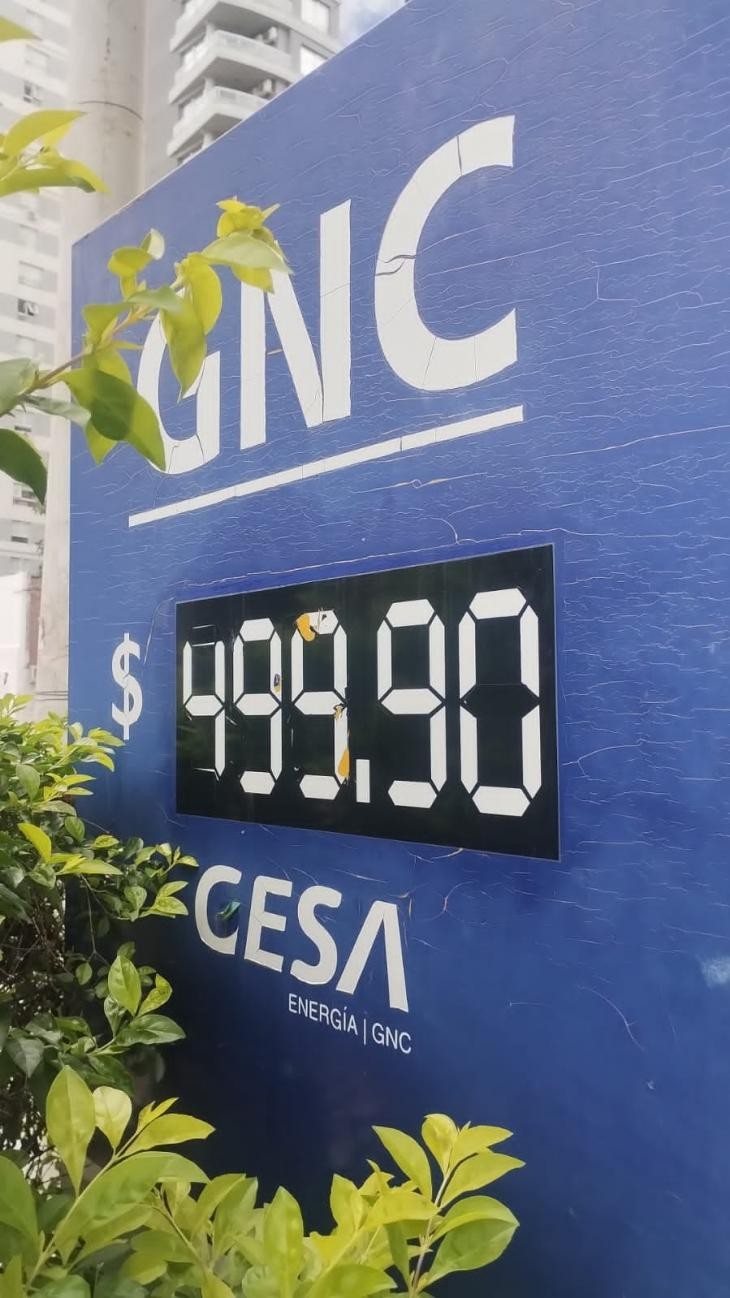 GNC
$ 499.90
CESA
ENERGÍA | GNC